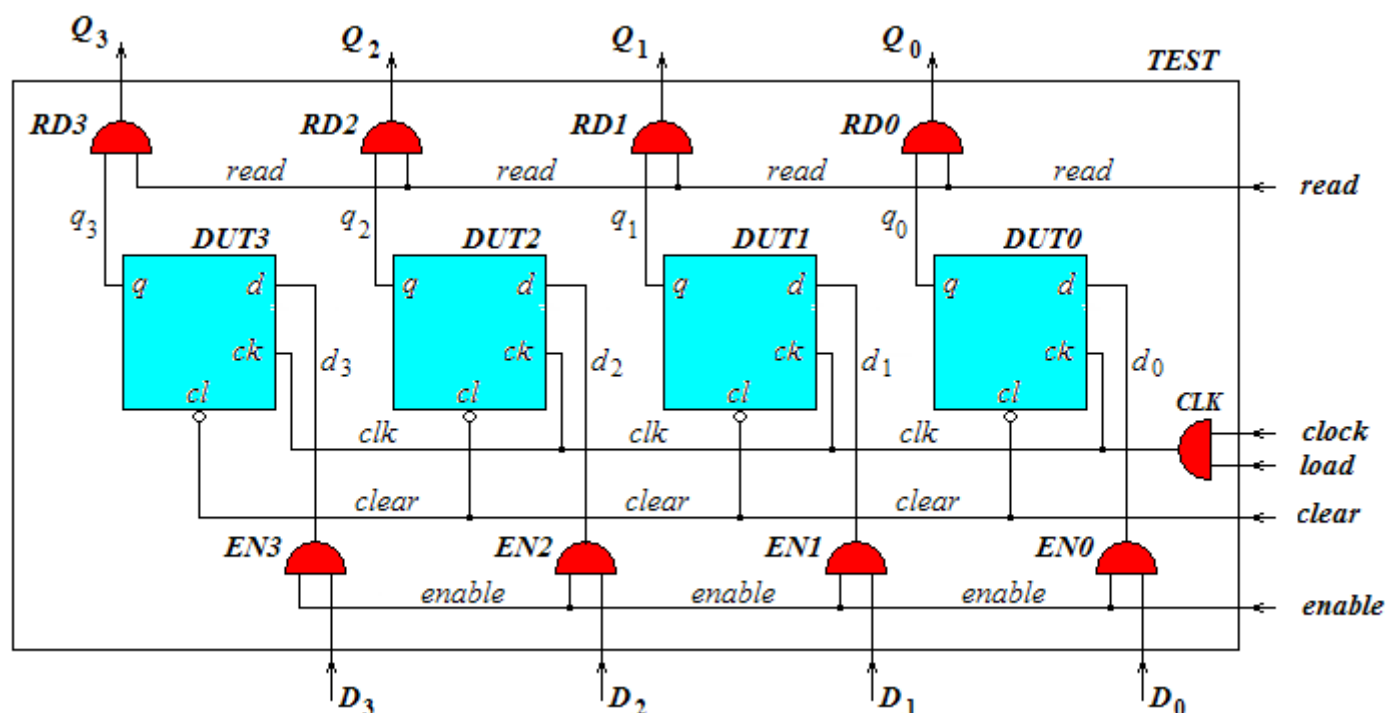 Q3 Q2 Q1 Q0
TEST
RD3 RD2 RD1 RD0
read read read read read
q3 q2 q1 q0
DUT3 DUT2 DUT1 DUT0
q d q d q d q d
ck ck ck ck
d3 d2 d1 d0
cl cl cl cl
CLK
clk clk clk clock
load
clear clear clear clear
EN3 EN2 EN1 EN0
enable enable enable enable
D3 D2 D1 D0